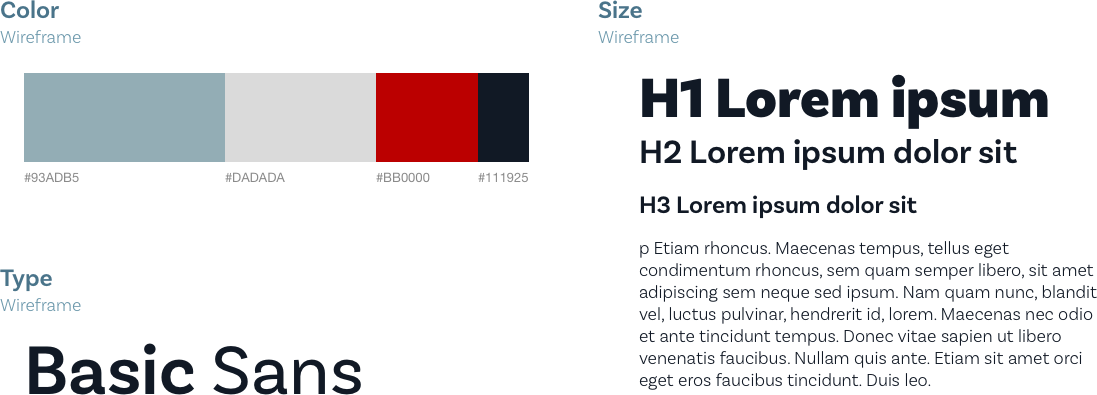 Color
Wireframe
#93ADB5
#DADADA
#BB0000
#111925
Type
Wireframe
Basic Sans
Size
Wireframe
H1 Lorem ipsum
H2 Lorem ipsum dolor sit
H3 Lorem ipsum dolor sit
p Etiam rhoncus. Maecenas tempus, tellus eget
condimentum rhoncus, sem quam semper libero, sit amet
adipiscing sem neque sed ipsum. Nam quam nunc, blandit
vel, luctus pulvinar, hendrerit id, lorem. Maecenas nec odio
et ante tincidunt tempus. Donec vitae sapien ut libero
venenatis faucibus. Nullam quis ante. Etiam sit amet orci
eget eros faucibus tincidunt. Duis leo.